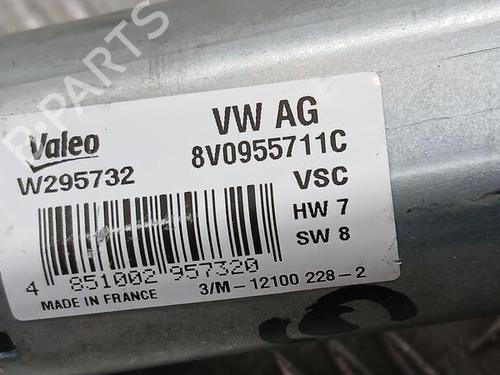 Valeo
VW AG
8V0955711C
W295732
VSC
HW 7
SW 8
4 851002 957320
MADE IN FRANCE
3/M-12100 228-2
B-PARTS